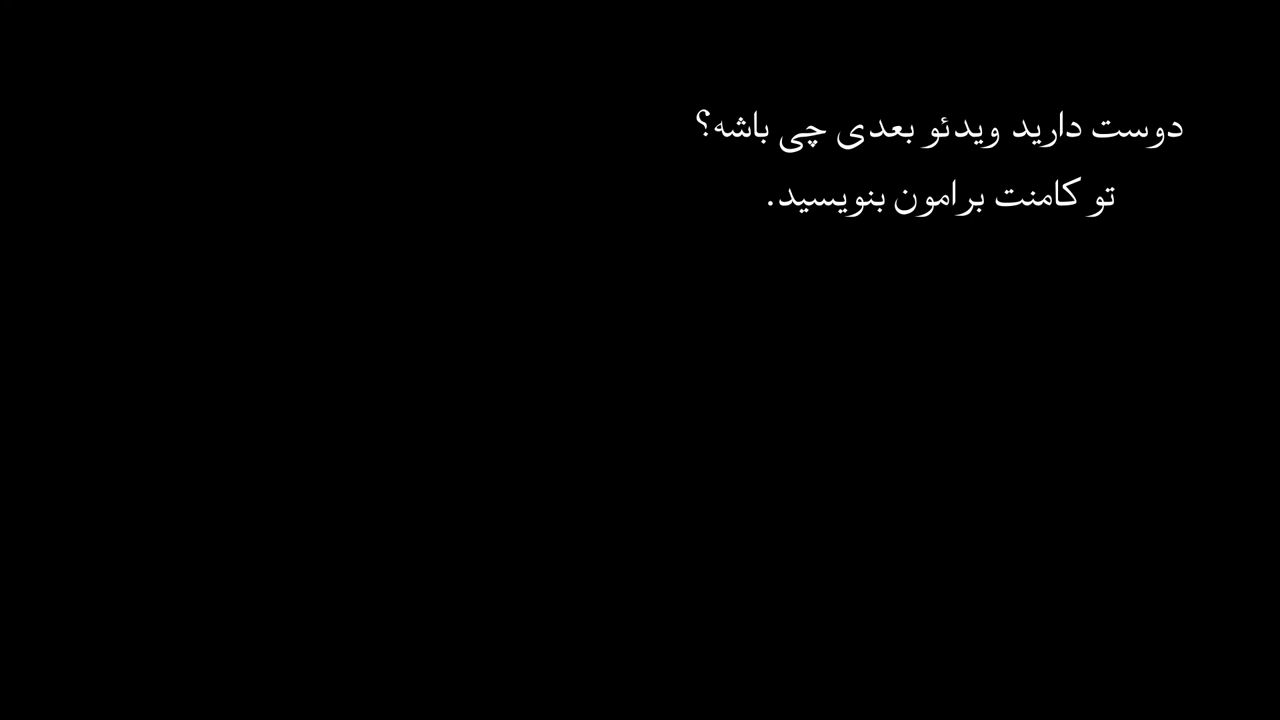 دوست دارید ویدئو بعدی چی باشه؟
تو کامنت برامون بنویسید.